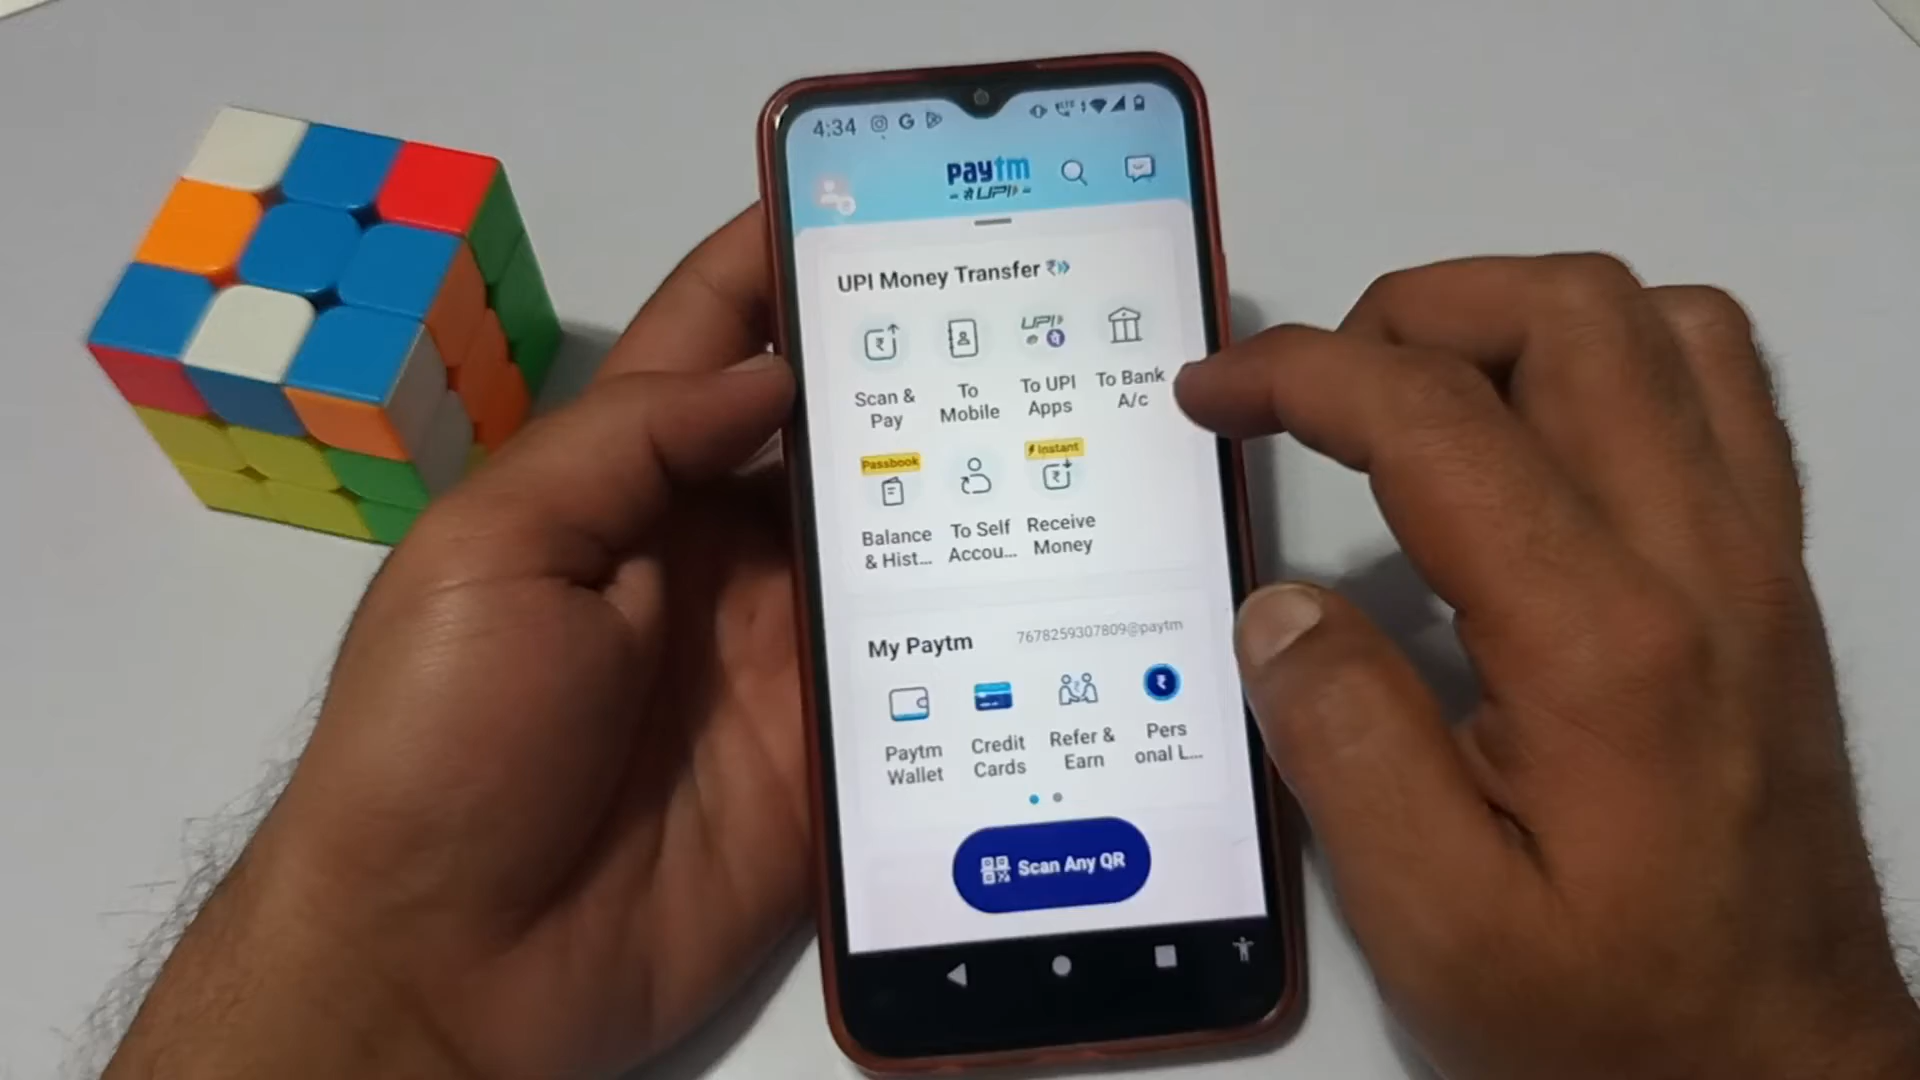 4:34
paytm
से UPI
UPI Money Transfer
Scan &
Pay
To
Mobile
UPI
To UPI
Apps
To Bank
A/c
Passbook
Balance
& Hist...
To Self
Accou...
Instant
Receive
Money
My Paytm
7678259307809@paytm
Paytm
Wallet
Credit
Cards
Refer &
Earn
Pers
onal L...
Scan Any QR